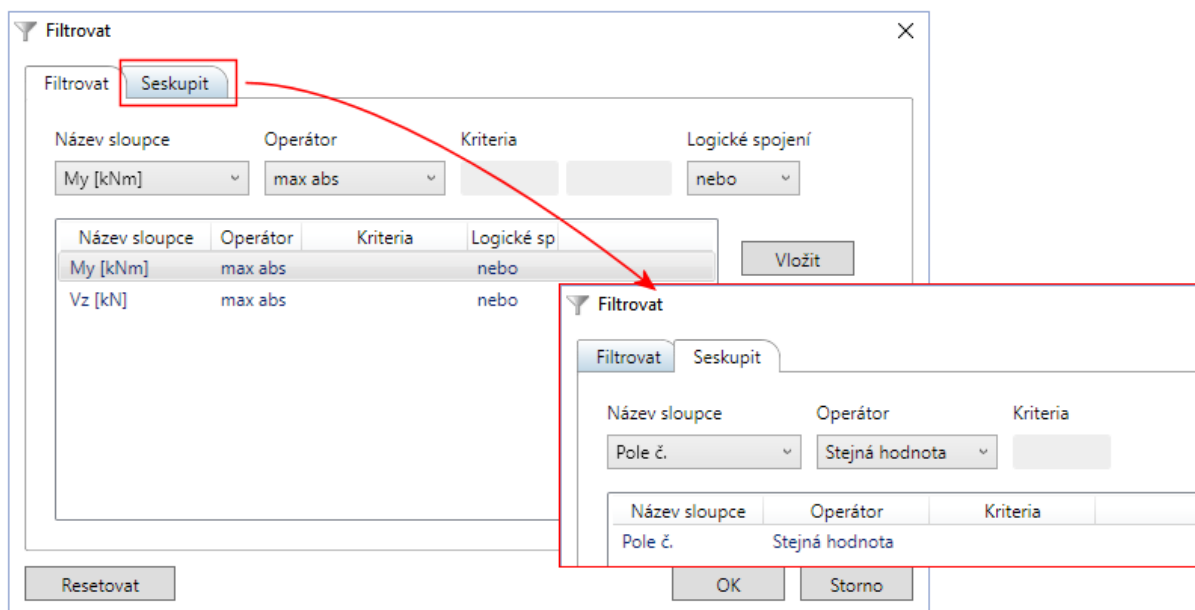 Filtrovat
Filtrovat Seskupit
Název sloupce Operátor Kriteria Logické spojení
My [kNm] max abs nebo
Název sloupce Operátor Kriteria Logické sp
My [kNm] max abs nebo
Vložit
Vz [kN] max abs nebo
Filtrovat
Filtrovat Seskupit
Název sloupce Operátor Kriteria
Pole č. Stejná hodnota
Název sloupce Operátor Kriteria
Pole č. Stejná hodnota
Resetovat OK Storno